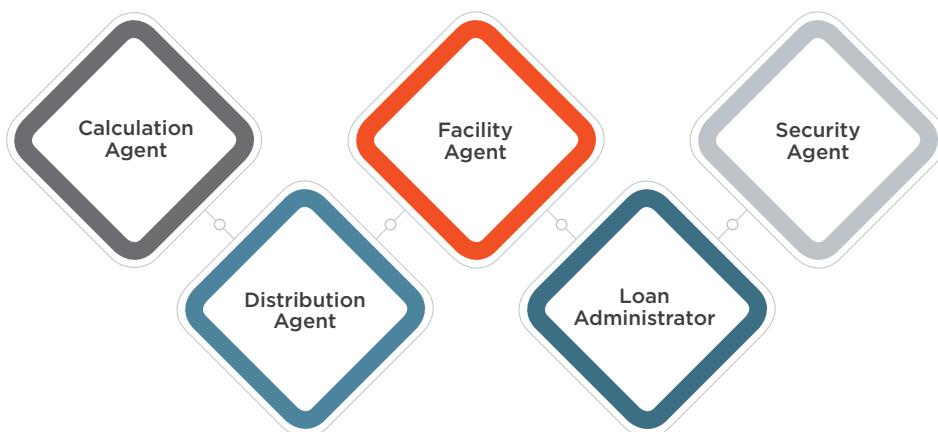 Calculation
Agent
Facility
Agent
Security
Agent
Distribution
Agent
Loan
Administrator